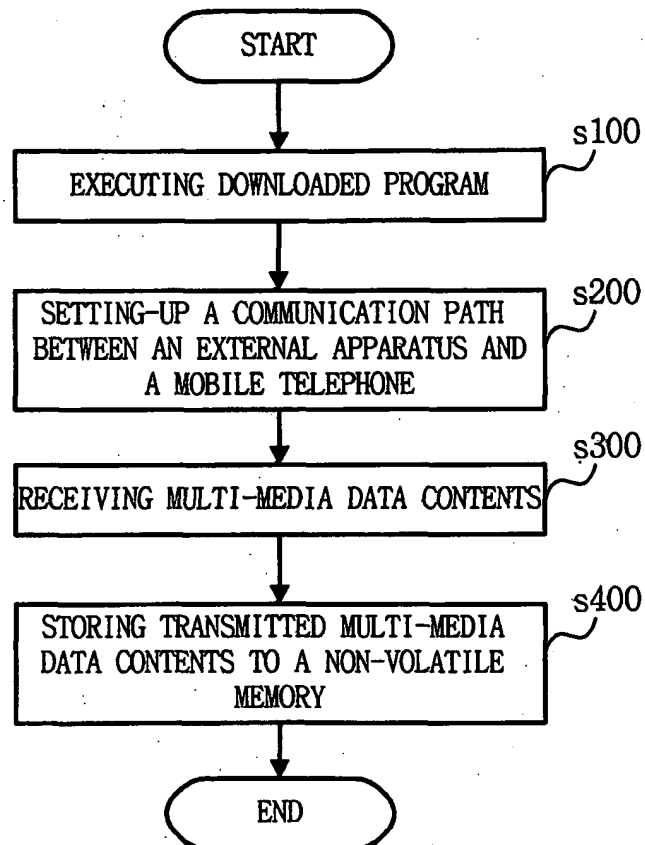 START
s100
EXECUTING DOWNLOADED PROGRAM
s200
SETTING-UP A COMMUNICATION PATH
BETWEEN AN EXTERNAL APPARATUS AND
A MOBILE TELEPHONE
s300
RECEIVING MULTI-MEDIA DATA CONTENTS
s400
STORING TRANSMITTED MULTI-MEDIA
DATA CONTENTS TO A NON-VOLATILE
MEMORY
END